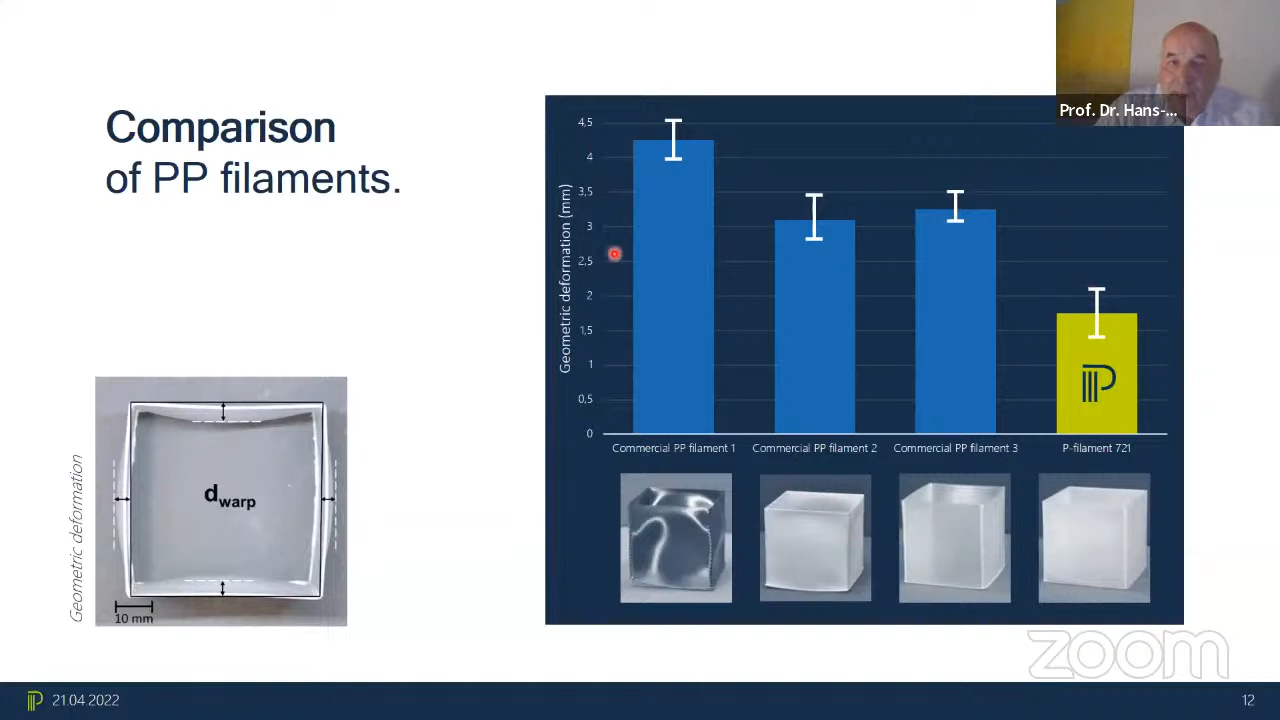 Comparison
of PP filaments.
Prof. Dr. Hans-...
Geometric deformation (mm)
4,5
4
3,5
3
2,5
2
1,5
1
0,5
0
Commercial PP filament 1
Commercial PP filament 2
Commercial PP filament 3
P-filament 721
P
Geometric deformation
dwarp
10 mm
zoom
P
21.04.2022
12